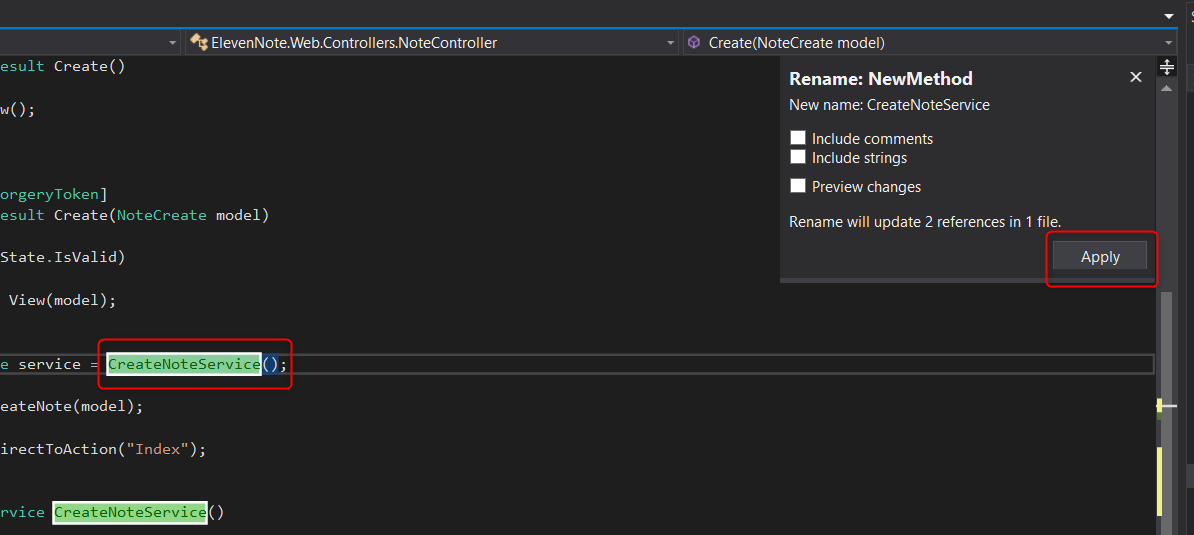 ElevenNote.Web.Controllers.NoteController
Create(NoteCreate model)
esult Create()
w();
orgeryToken]
esult Create(NoteCreate model)
State.IsValid)
View(model);
e service = CreateNoteService();
eateNote(model);
irectToAction("Index");
rvice CreateNoteService()
Rename: NewMethod
New name: CreateNoteService
Include comments
Include strings
Preview changes
Rename will update 2 references in 1 file.
Apply